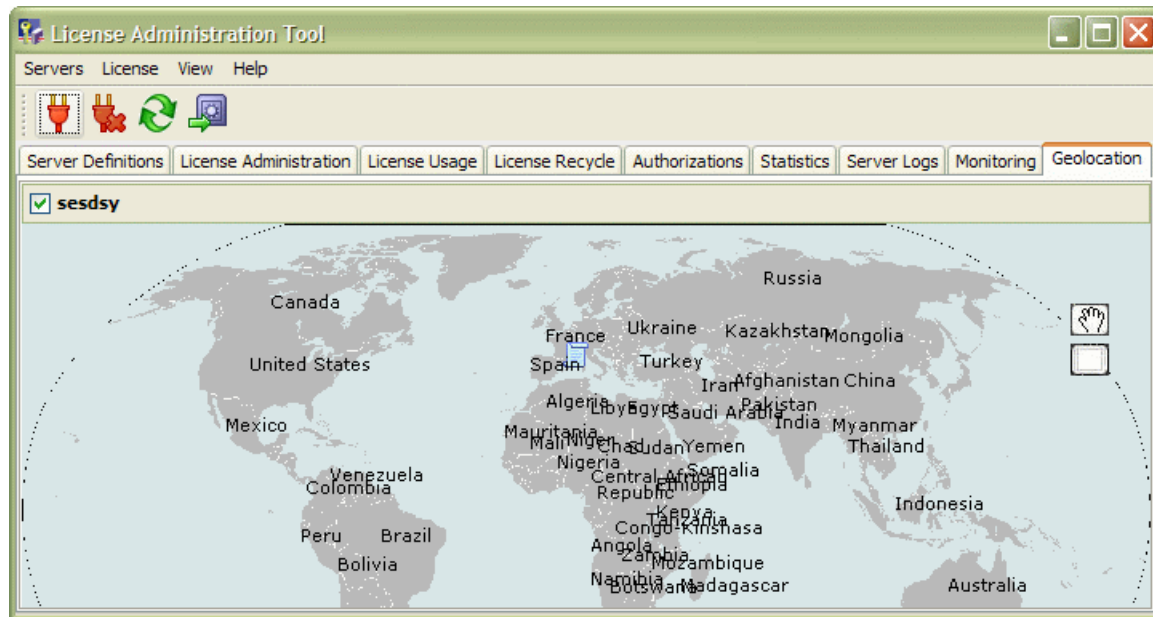 License Administration Tool
Servers License View Help
Server Definitions License Administration License Usage License Recycle Authorizations Statistics Server Logs Monitoring Geolocation
sesdsy
Russia
Canada
Ukraine Kazakhstan Mongolia
France
United States Spain Turkey
Iran Afghanistan China
Algeria Libya Egypt Saudi Arabia Pakistan
Mexico India Myanmar
Mauritania Mali Niger Chad Sudan Yemen Thailand
Nigeria Somalia
Venezuela Central African Ethiopia
Colombia Republic Indonesia
Kenya
Tanzania
Peru Brazil Congo-Kinshasa
Angola Zambia
Bolivia Mozambique
Namibia Botswana Madagascar Australia